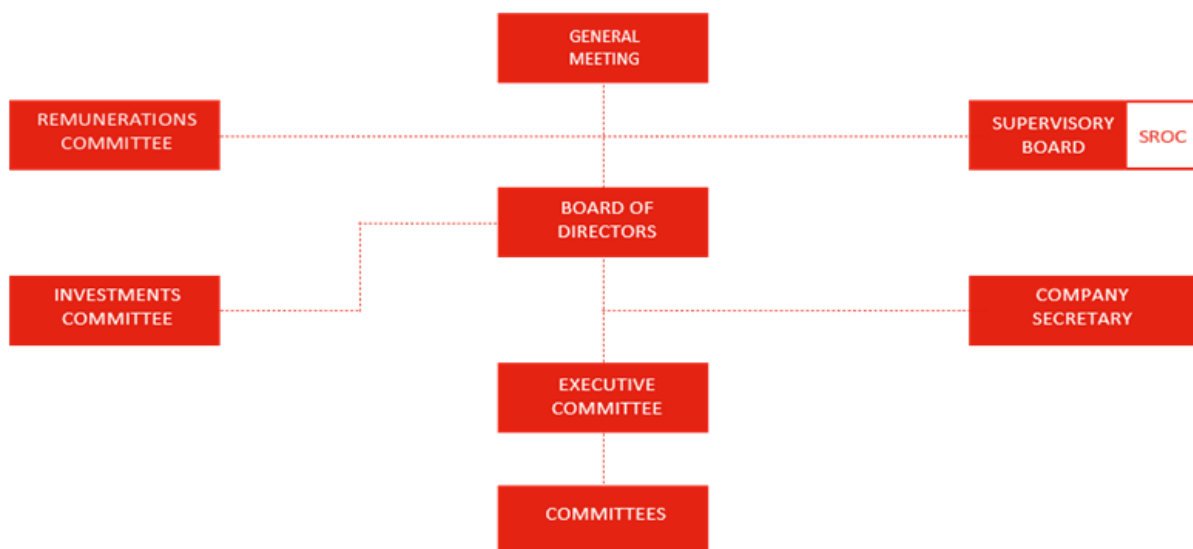 GENERAL
MEETING
REMUNERATIONS
COMMITTEE
SUPERVISORY
BOARD
SROC
BOARD OF
DIRECTORS
INVESTMENTS
COMMITTEE
COMPANY
SECRETARY
EXECUTIVE
COMMITTEE
COMMITTEES